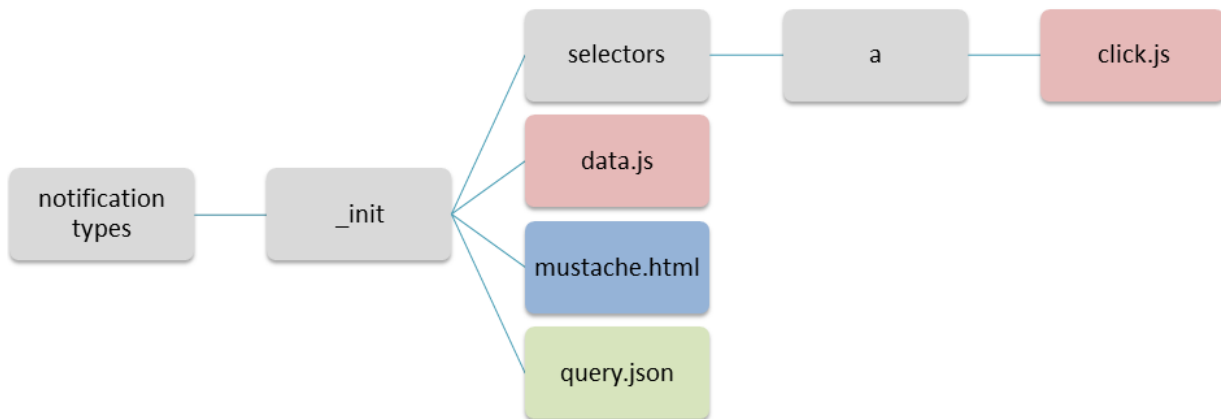 selectors
a
click.js
data.js
notification
types
_init
mustache.html
query.json